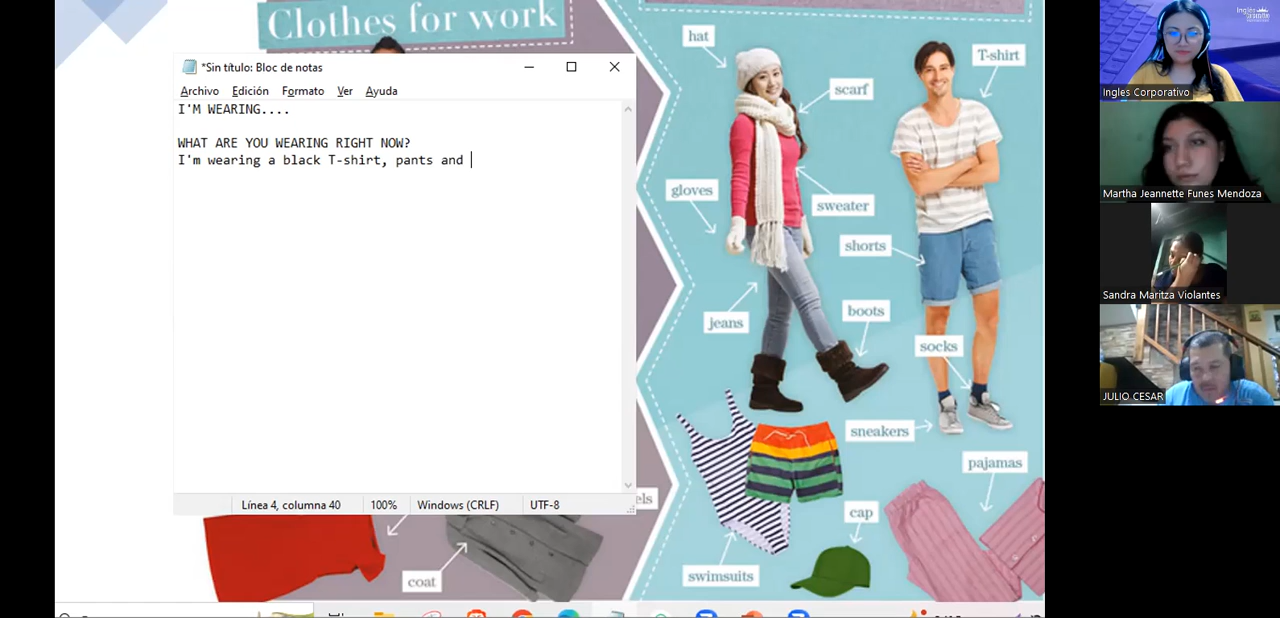 Clothes for work
*Sin título: Bloc de notas
Archivo Edición Formato Ver Ayuda
I'M WEARING....
WHAT ARE YOU WEARING RIGHT NOW?
I'm wearing a black T-shirt, pants and
Línea 4, columna 40 100% Windows (CRLF) UTF-8
hat
scarf
T-shirt
gloves
sweater
shorts
jeans
boots
socks
sneakers
pajamas
cap
swimsuits
els
coat
Ingles Corporativo
Martha Jeannette Funes Mendoza
Sandra Maritza Violantes
JULIO CESAR